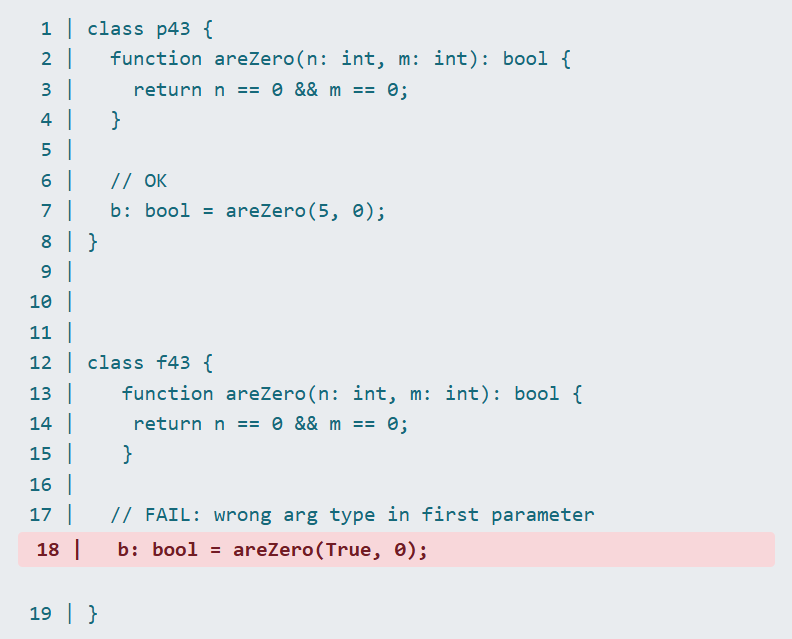 1 | class p43 {
2 |   function areZero(n: int, m: int): bool {
3 |     return n == 0 && m == 0;
4 |   }
5 |
6 |   // OK
7 |   b: bool = areZero(5, 0);
8 | }
9 |
10 |
11 |
12 | class f43 {
13 |    function areZero(n: int, m: int): bool {
14 |     return n == 0 && m == 0;
15 |    }
16 |
17 |   // FAIL: wrong arg type in first parameter
18 |   b: bool = areZero(True, 0);
19 | }